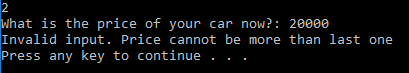 2
What is the price of your car now?: 20000
Invalid input. Price cannot be more than last one
Press any key to continue . . .